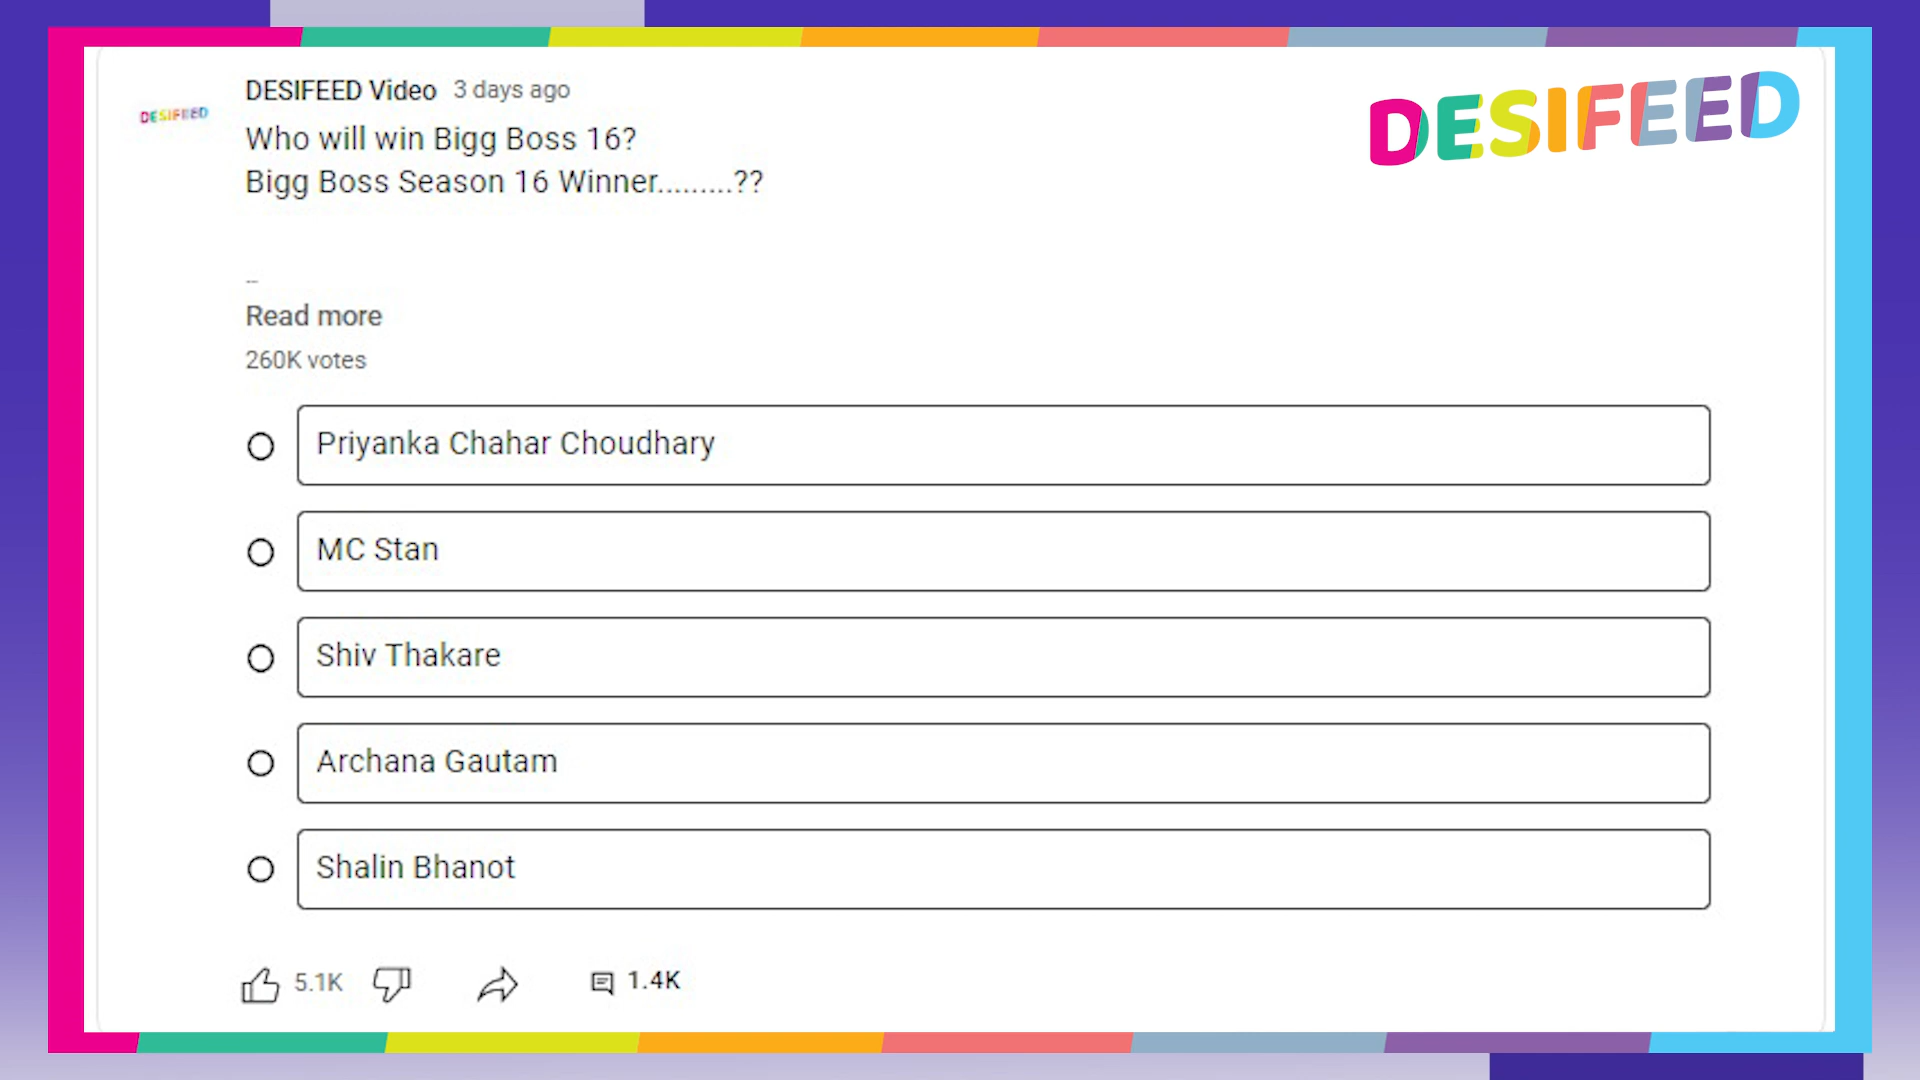 DESIFEED
DESIFEED Video 3 days ago
DESIFEED
Who will win Bigg Boss 16?
Bigg Boss Season 16 Winner.........??
--
Read more
260K votes
Priyanka Chahar Choudhary
MC Stan
Shiv Thakare
Archana Gautam
Shalin Bhanot
5.1K 1.4K